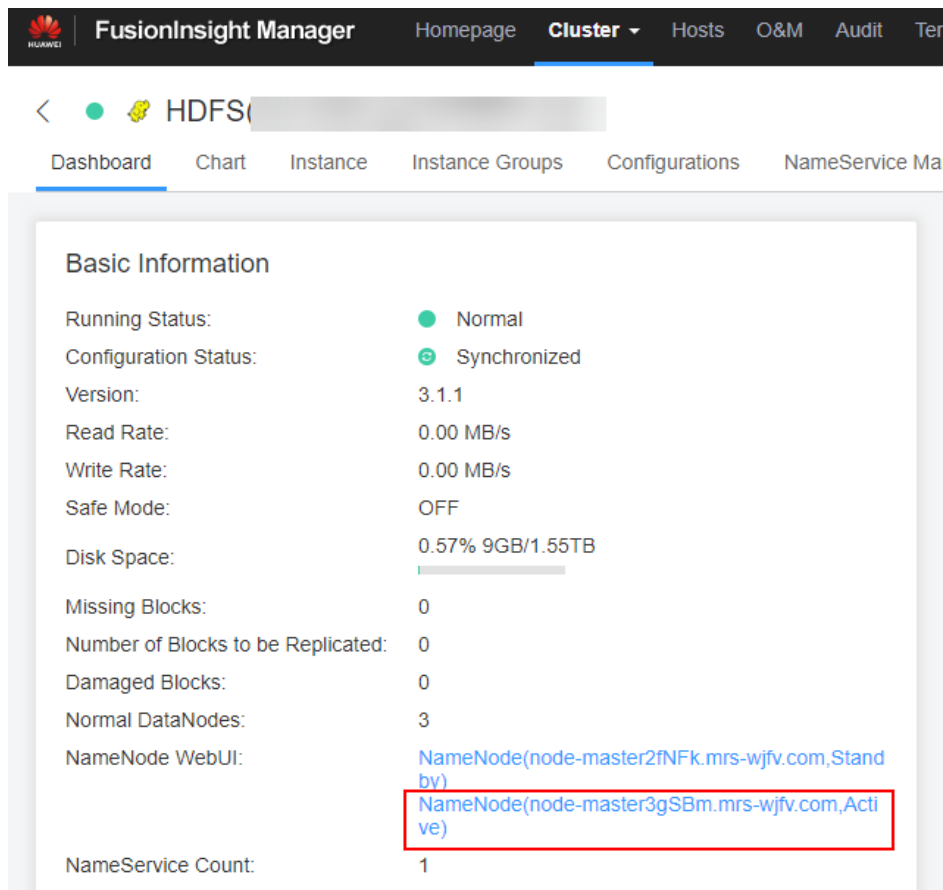 HUAWEI FusionInsight Manager Homepage Cluster Hosts O&M Audit
HDFS(
Dashboard Chart Instance Instance Groups Configurations NameService Ma
Basic Information
Running Status: Normal
Configuration Status: Synchronized
Version: 3.1.1
Read Rate: 0.00 MB/s
Write Rate: 0.00 MB/s
Safe Mode: OFF
Disk Space: 0.57% 9GB/1.55TB
Missing Blocks: 0
Number of Blocks to be Replicated: 0
Damaged Blocks: 0
Normal DataNodes: 3
NameNode WebUI: NameNode(node-master2fNFk.mrs-wjfv.com,Stand
by)
NameNode(node-master3gSBm.mrs-wjfv.com,Acti
ve)
NameService Count: 1